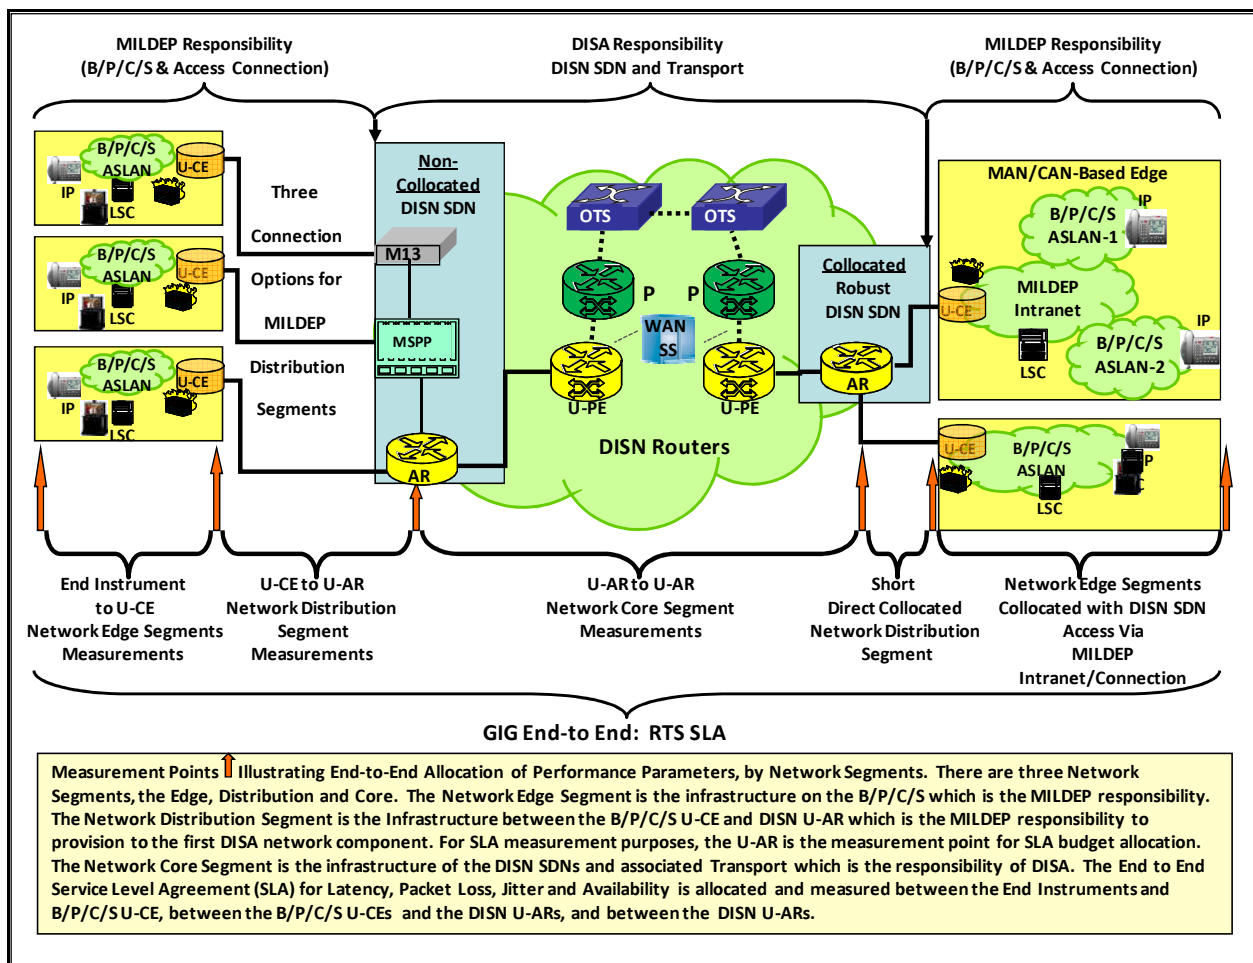 MILDEP Responsibility
(B/P/C/S & Access Connection)
DISA Responsibility
DISN SDN and Transport
MILDEP Responsibility
(B/P/C/S & Access Connection)
B/P/C/S
ASLAN
U-CE
IP
LSC
B/P/C/S
ASLAN
U-CE
IP
LSC
B/P/C/S
ASLAN
U-CE
IP
LSC
Three
Connection
Options for
MILDEP
Distribution
Segments
Non-
Collocated
DISN SDN
M13
MSPP
AR
OTS
OTS
P
P
WAN
SS
U-PE
U-PE
DISN Routers
Collocated
Robust
DISN SDN
AR
MAN/CAN-Based Edge
B/P/C/S
ASLAN-1
IP
MILDEP
Intranet
U-CE
LSC
B/P/C/S
ASLAN-2
IP
U-CE
B/P/C/S
ASLAN
LSC
P
C
End Instrument
to U-CE
Network Edge Segments
Measurements
U-CE to U-AR
Network Distribution
Segment
Measurements
U-AR to U-AR
Network Core Segment
Measurements
Short
Direct Collocated
Network Distribution
Segment
Network Edge Segments
Collocated with DISN SDN
Access Via
MILDEP
Intranet/Connection
GIG End-to End: RTS SLA
Measurement Points Illustrating End-to-End Allocation of Performance Parameters, by Network Segments. There are three Network
Segments, the Edge, Distribution and Core. The Network Edge Segment is the infrastructure on the B/P/C/S which is the MILDEP responsibility.
The Network Distribution Segment is the Infrastructure between the B/P/C/S U-CE and DISN U-AR which is the MILDEP responsibility to
provision to the first DISA network component. For SLA measurement purposes, the U-AR is the measurement point for SLA budget allocation.
The Network Core Segment is the infrastructure of the DISN SDNs and associated Transport which is the responsibility of DISA. The End to End
Service Level Agreement (SLA) for Latency, Packet Loss, Jitter and Availability is allocated and measured between the End Instruments and
B/P/C/S U-CE, between the B/P/C/S U-CEs and the DISN U-ARs, and between the DISN U-ARs.